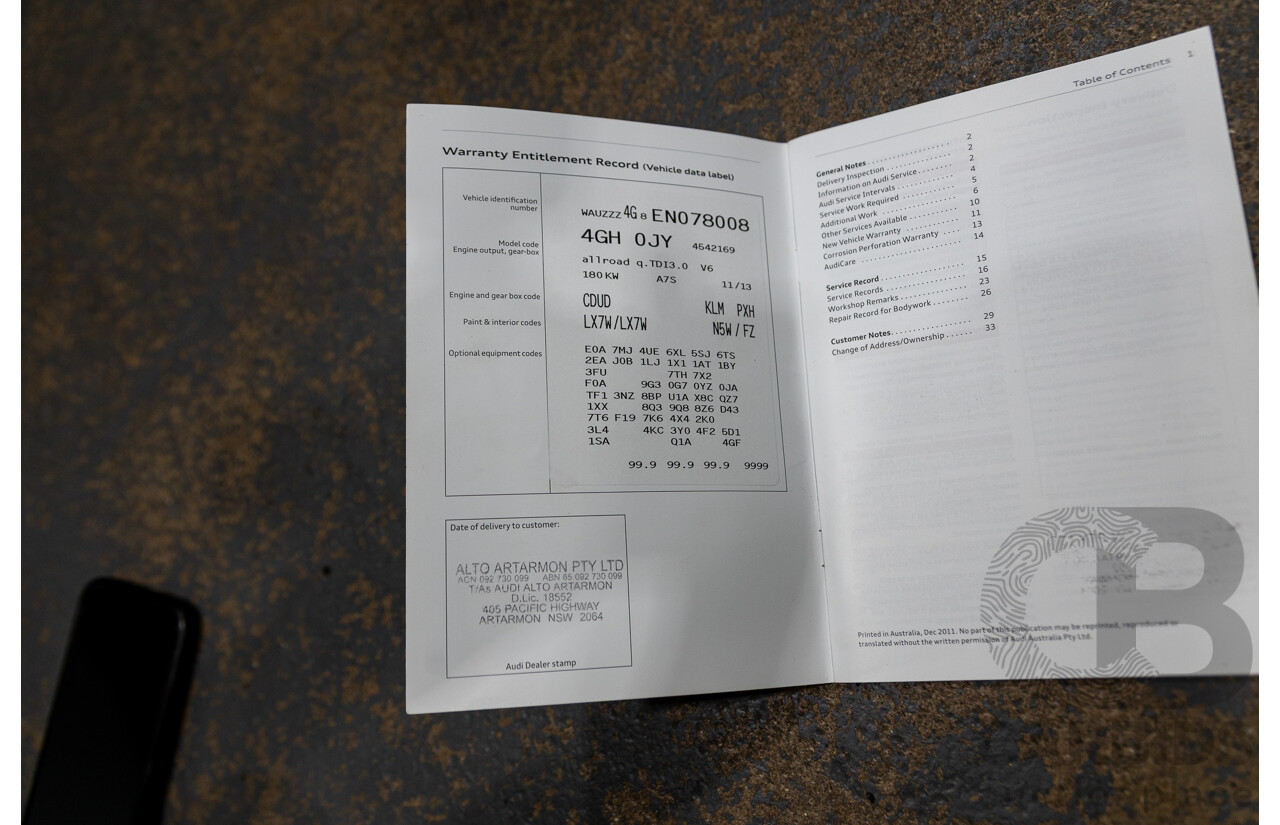 Warranty Entitlement Record (Vehicle data label)
Vehicle identification number
WAUZZZ 4G 8 EN078008
Model code
4GH 0JY 4542169
Engine output, gear-box
allroad q.TDI3.0 V6
180 KW A7S 11/13
Engine and gear box code
CDUD KLM PXH
Paint & interior codes
LX7W/LX7W N5W / FZ
Optional equipment codes
E0A 7MJ 4UE 6XL 5SJ 6TS
2EA J0B 1LJ 1X1 1AT 1BY
3FU 7TH 7X2
F0A 9G3 0G7 0YZ 0JA
TF1 3NZ 8BP U1A X8C QZ7
1XX 8Q3 9Q8 8Z6 D43
7T6 F19 7K6 4X4 2K0
3L4 4KC 3Y0 4F2 5D1
1SA Q1A 4GF
99.9 99.9 99.9 9999
Date of delivery to customer:
ALTO ARTARMON PTY LTD
ACN 092 730 099 ABN 65 092 730 099
T/As AUDI ALTO ARTARMON
D.Lic. 18552
405 PACIFIC HIGHWAY
ARTARMON NSW 2064
Audi Dealer stamp
Table of Contents 1
General Notes . . . . . . . . . . . . . . . . . . 2
Delivery Inspection . . . . . . . . . . . . . . 2
Information on Audi Service . . . . . . . 2
Audi Service Intervals . . . . . . . . . . . . 4
Service Work Required . . . . . . . . . . . 5
Additional Work . . . . . . . . . . . . . . . . 6
Other Services Available . . . . . . . . . . 10
New Vehicle Warranty . . . . . . . . . . . . 11
Corrosion Perforation Warranty . . . . 13
AudiCare . . . . . . . . . . . . . . . . . . . . . 14
Service Record . . . . . . . . . . . . . . . . . 15
Service Records . . . . . . . . . . . . . . . . 16
Workshop Remarks . . . . . . . . . . . . . . 23
Repair Record for Bodywork . . . . . . . . 26
Customer Notes. . . . . . . . . . . . . . . . . 29
Change of Address/Ownership . . . . . . 33
Printed in Australia, Dec 2011. No part of this publication may be reprinted, reproduced or
translated without the written permission of Audi Australia Pty Ltd.
CB